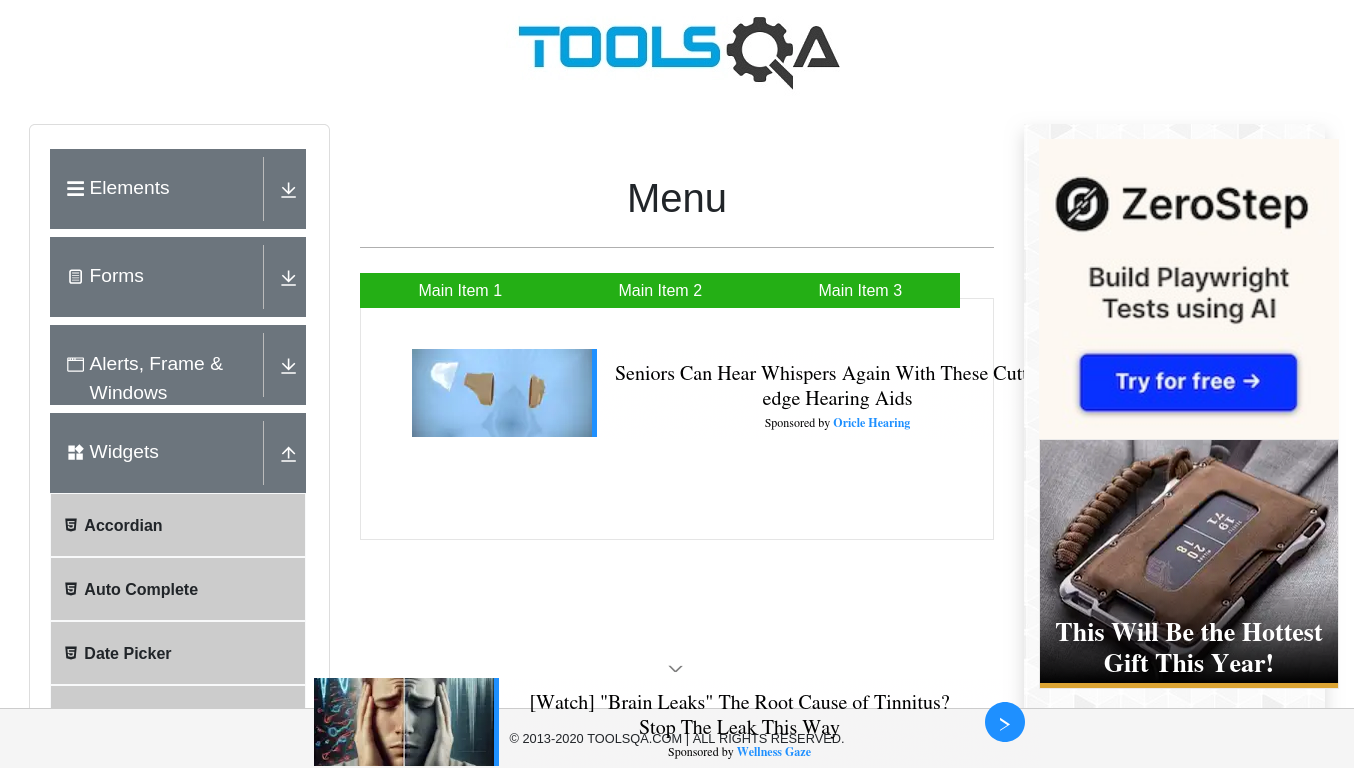 TOOLSQA
Elements
Forms
Alerts, Frame &
Windows
Widgets
Accordian
Auto Complete
Date Picker
Menu
Main Item 1
Main Item 2
Main Item 3
Seniors Can Hear Whispers Again With These Cutt
edge Hearing Aids
Sponsored by Oricle Hearing
ZeroStep
Build Playwright
Tests using AI
Try for free →
1971
2018
This Will Be the Hottest
Gift This Year!
[Watch] "Brain Leaks" The Root Cause of Tinnitus?
Stop The Leak This Way
© 2013-2020 TOOLSQA.COM | ALL RIGHTS RESERVED.
Sponsored by Wellness Gaze